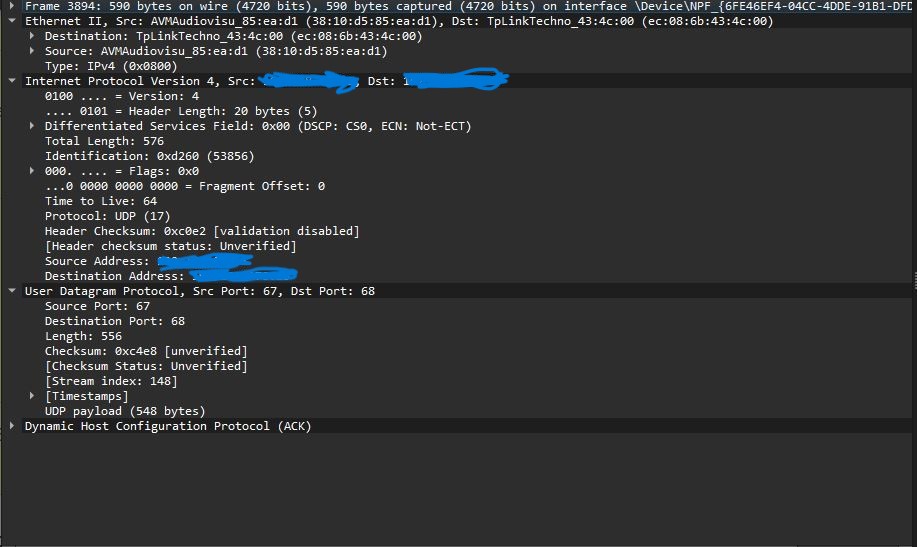 Frame 3894: 590 bytes on wire (4720 bits), 590 bytes captured (4720 bits) on interface \Device\NPF_{6FE46EF4-04CC-4DDE-91B1-DFD
Ethernet II, Src: AVMAudiovisu_85:ea:d1 (38:10:d5:85:ea:d1), Dst: TpLinkTechno_43:4c:00 (ec:08:6b:43:4c:00)
Destination: TpLinkTechno_43:4c:00 (ec:08:6b:43:4c:00)
Source: AVMAudiovisu_85:ea:d1 (38:10:d5:85:ea:d1)
Type: IPv4 (0x0800)
Internet Protocol Version 4, Src: , Dst: 1
0100 .... = Version: 4
.... 0101 = Header Length: 20 bytes (5)
Differentiated Services Field: 0x00 (DSCP: CS0, ECN: Not-ECT)
Total Length: 576
Identification: 0xd260 (53856)
000. .... = Flags: 0x0
...0 0000 0000 0000 = Fragment Offset: 0
Time to Live: 64
Protocol: UDP (17)
Header Checksum: 0xc0e2 [validation disabled]
[Header checksum status: Unverified]
Source Address:
Destination Address:
User Datagram Protocol, Src Port: 67, Dst Port: 68
Source Port: 67
Destination Port: 68
Length: 556
Checksum: 0xc4e8 [unverified]
[Checksum Status: Unverified]
[Stream index: 148]
[Timestamps]
UDP payload (548 bytes)
Dynamic Host Configuration Protocol (ACK)